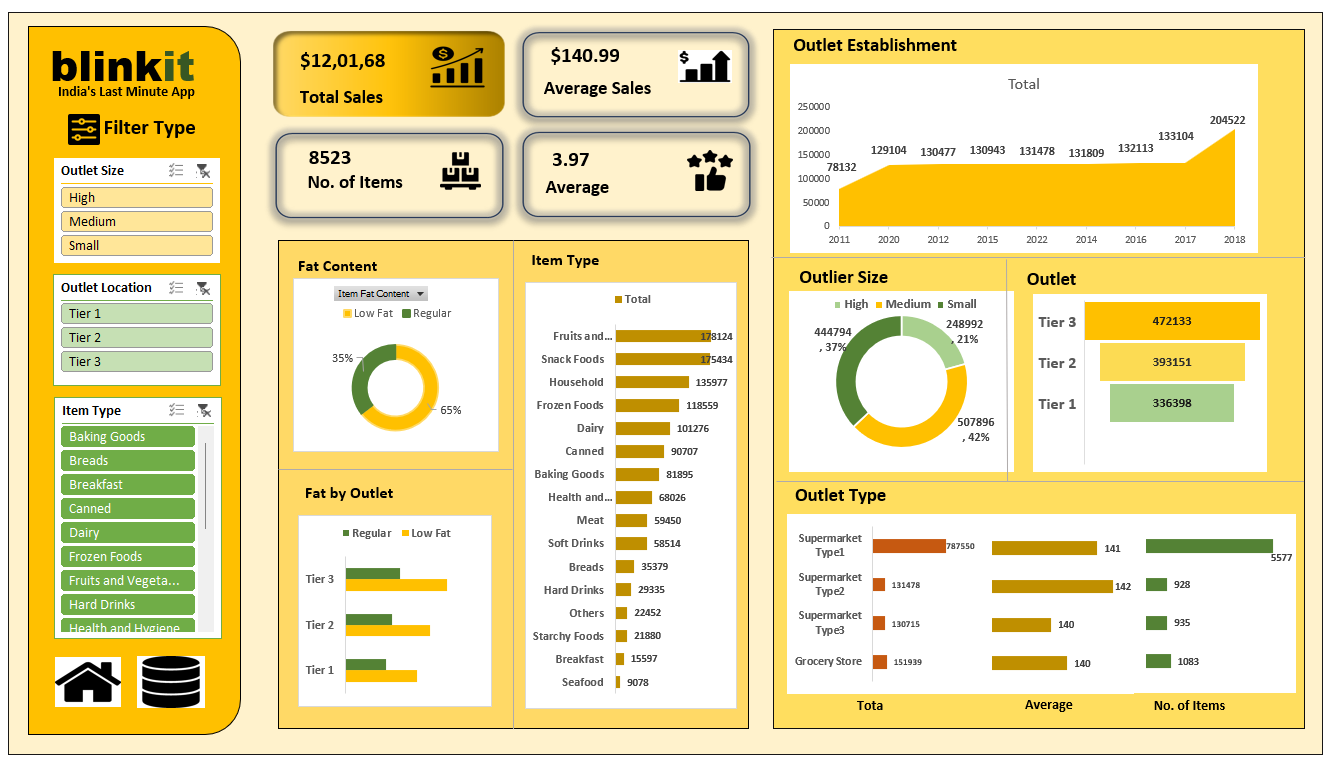 blinkit
India's Last Minute App
Filter Type
Outlet Size
High
Medium
Small
Outlet Location
Tier 1
Tier 2
Tier 3
Item Type
Baking Goods
Breads
Breakfast
Canned
Dairy
Frozen Foods
Fruits and Vegeta...
Hard Drinks
Health and Hygiene
$12,01,68
Total Sales
$
$140.99
Average Sales
$
8523
No. of Items
3.97
Average
Fat Content
Item Fat Content
Low Fat Regular
35%
65%
Fat by Outlet
Regular Low Fat
Tier 3
Tier 2
Tier 1
Item Type
Total
Fruits and... 178124
Snack Foods 175434
Household 135977
Frozen Foods 118559
Dairy 101276
Canned 90707
Baking Goods 81895
Health and... 68026
Meat 59450
Soft Drinks 58514
Breads 35379
Hard Drinks 29335
Others 22452
Starchy Foods 21880
Breakfast 15597
Seafood 9078
Outlet Establishment
Total
250000
200000
150000
100000
50000
0
78132 129104 130477 130943 131478 131809 132113 133104 204522
2011 2020 2012 2015 2022 2014 2016 2017 2018
Outlier Size
High Medium Small
444794
, 37%
248992
, 21%
507896
, 42%
Outlet
Tier 3 472133
Tier 2 393151
Tier 1 336398
Outlet Type
Supermarket
Type1 787550 141 5577
Supermarket
Type2 131478 142 928
Supermarket
Type3 130715 140 935
Grocery Store 151939 140 1083
Tota Average No. of Items